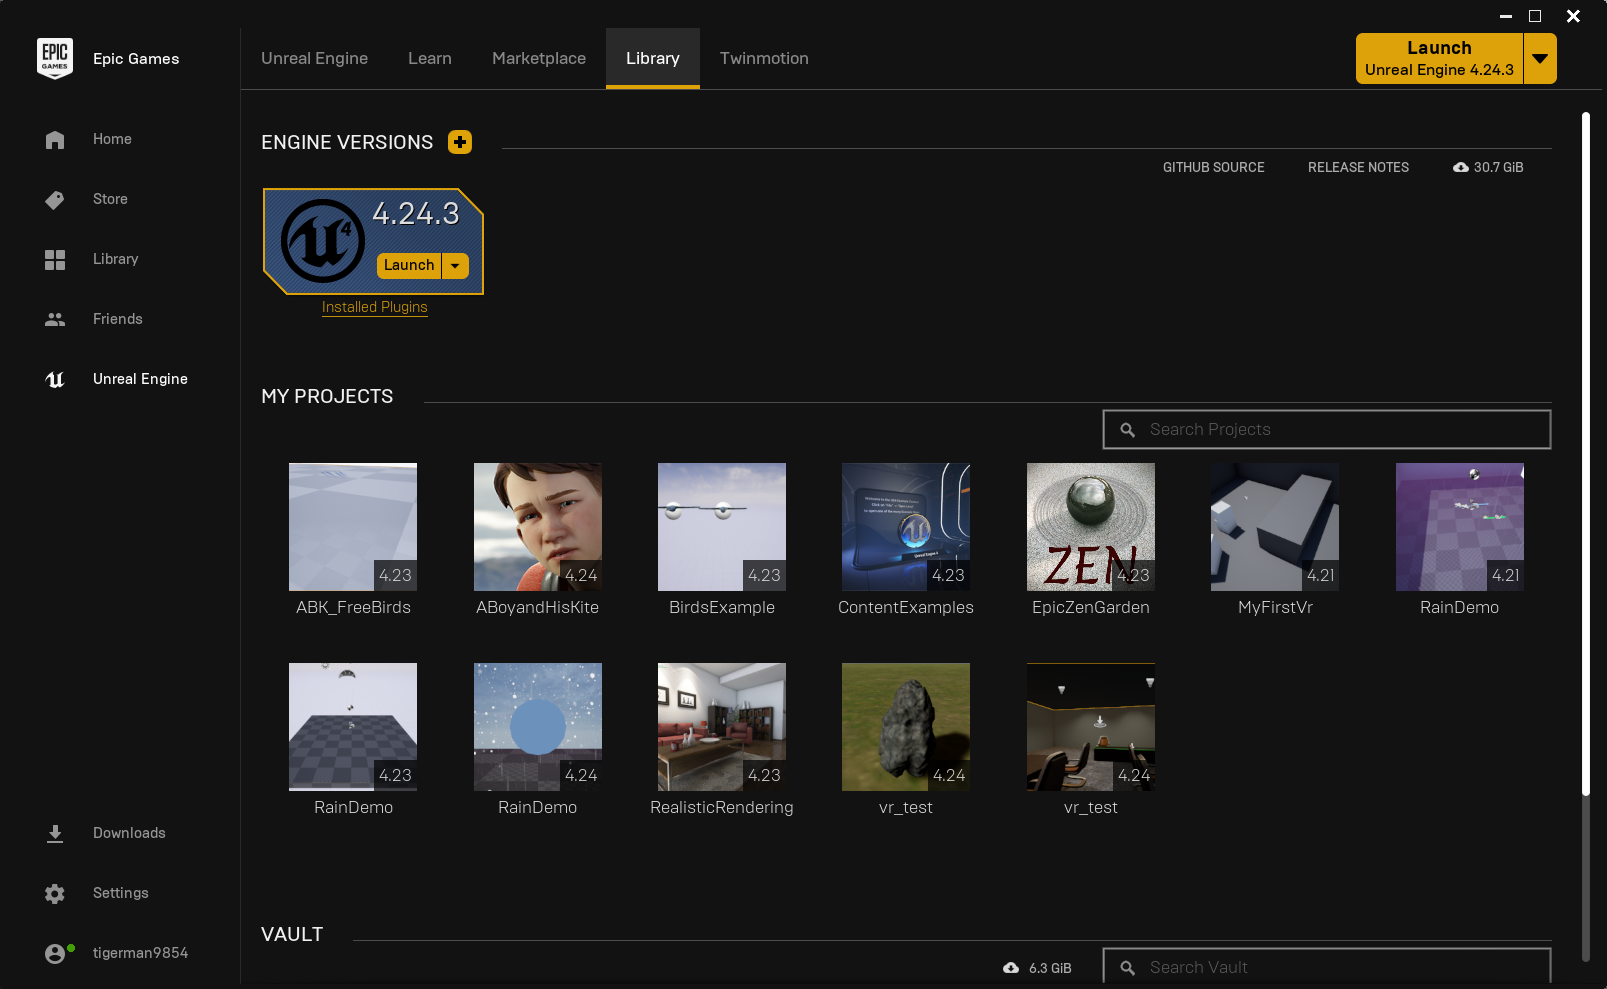 EPIC
GAMES
Epic Games
Unreal Engine
Learn
Marketplace
Library
Twinmotion
Launch
Unreal Engine 4.24.3
Home
Store
Library
Friends
Unreal Engine
Downloads
Settings
tigerman9854
ENGINE VERSIONS
GITHUB SOURCE
RELEASE NOTES
30.7 GiB
4.24.3
4
Launch
Installed Plugins
MY PROJECTS
Search Projects
4.23
ABK_FreeBirds
4.24
ABoyandHisKite
4.23
BirdsExample
Unreal Engine 4
4.23
ContentExamples
ZEN
4.23
EpicZenGarden
4.21
MyFirstVr
4.21
RainDemo
4.23
RainDemo
4.24
RainDemo
4.23
RealisticRendering
4.24
vr_test
4.24
vr_test
VAULT
6.3 GiB
Search Vault